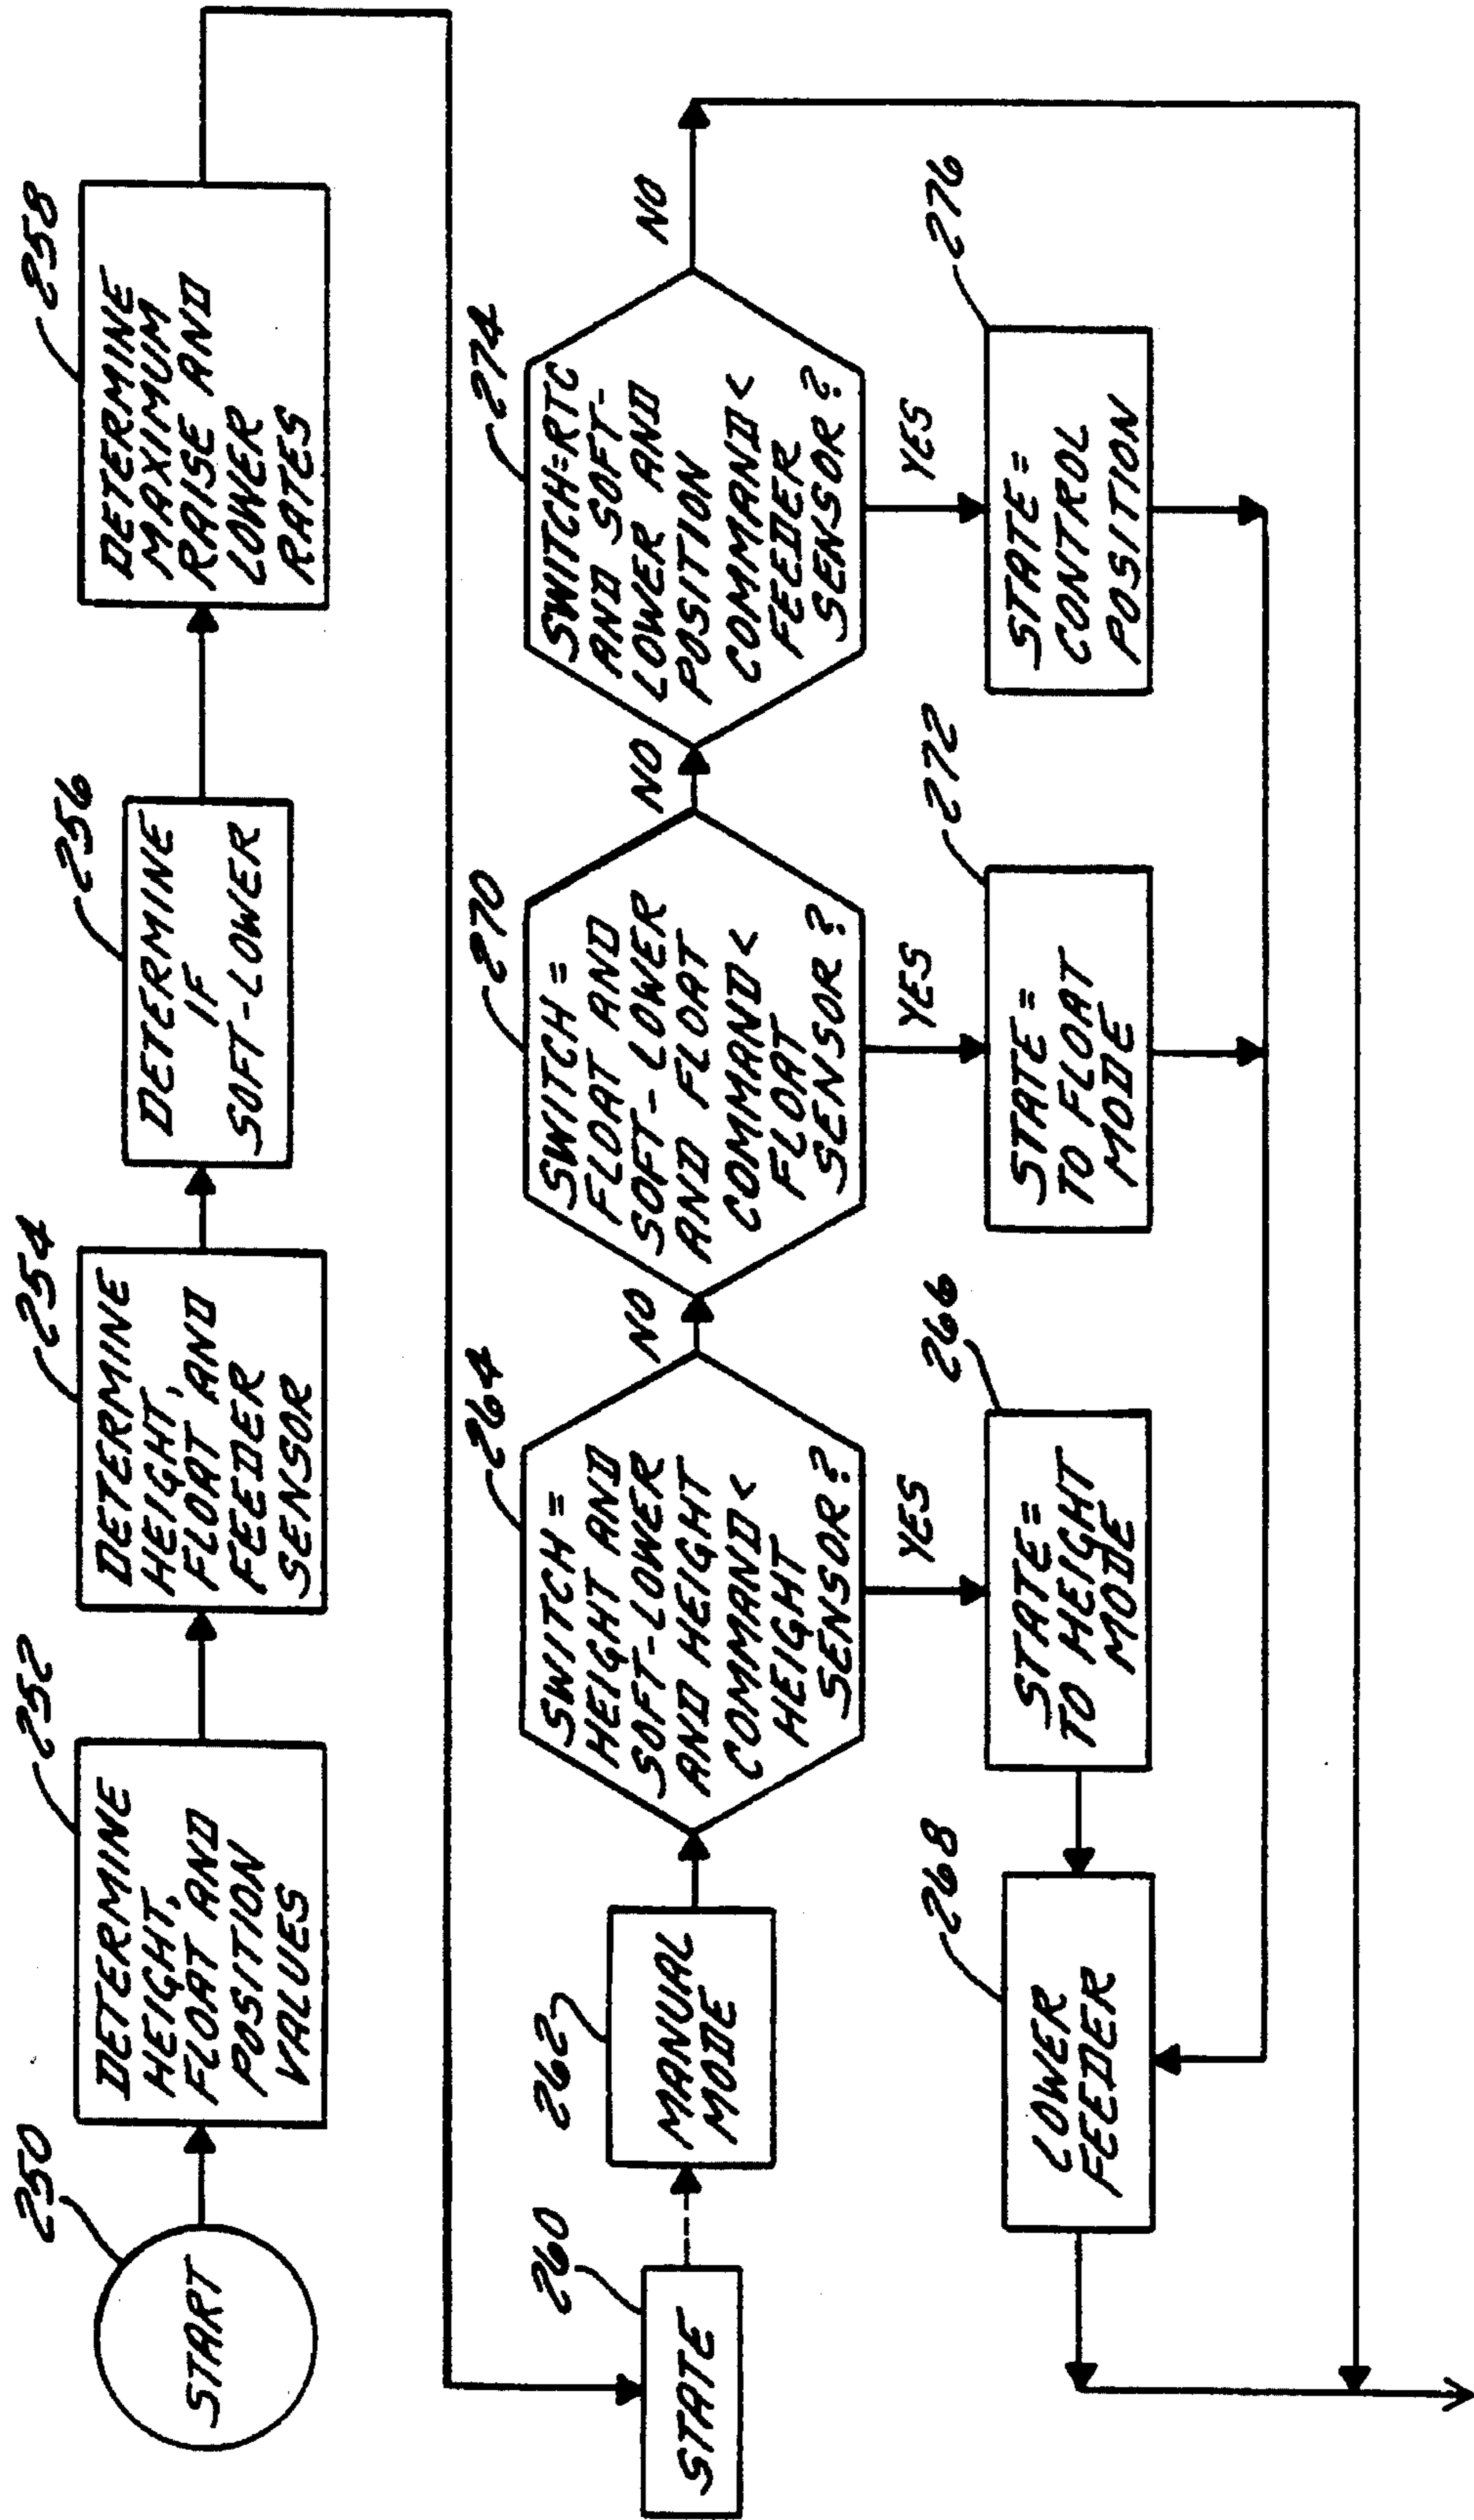 250
START
252
DETERMINE
HEIGHT,
FLOAT AND
POSITION
VALUES
254
DETERMINE
HEIGHT,
FLOAT AND
FEEDER
SENSOR
256
DETERMINE
IF
SOFT-LOWER
258
DETERMINE
MAXIMUM
RAISE AND
LOWER
RATES
260
STATE
262
MANUAL
MODE
264
SWITCH =
HEIGHT AND
SOFT-LOWER
AND HEIGHT
COMMAND <
HEIGHT
SENSOR?
NO
270
SWITCH =
FLOAT AND
SOFT-LOWER
AND FLOAT
COMMAND <
FLOAT
SENSOR?
NO
274
SWITCH=RTC
AND SOFT-
LOWER AND
POSITION
COMMAND <
FEEDER
SENSOR?
NO
YES
YES
YES
268
LOWER
FEEDER
266
STATE=
TO HEIGHT
MODE
272
STATE =
TO FLOAT
MODE
276
STATE =
CONTROL
POSITION